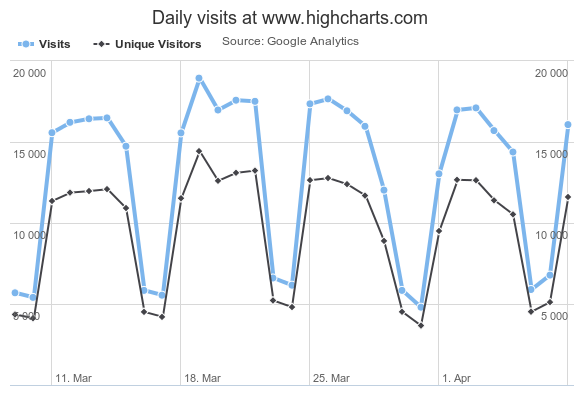 Daily visits at www.highcharts.com
Visits
Unique Visitors
Source: Google Analytics
20 000
20 000
15 000
15 000
10 000
10 000
5 000
5 000
11. Mar
18. Mar
25. Mar
1. Apr